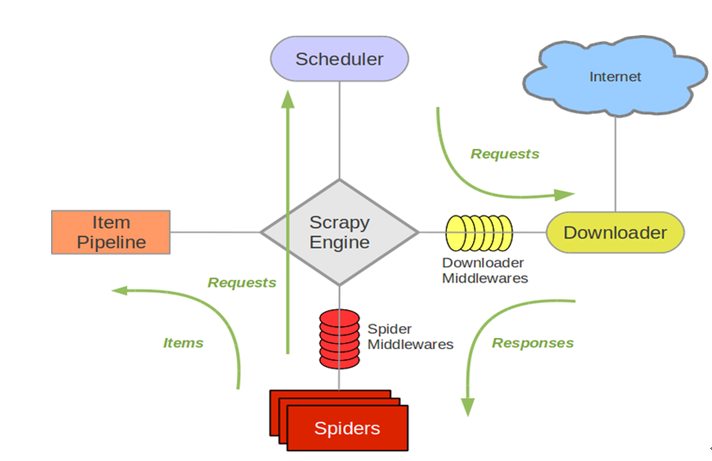 Scheduler
Internet
Requests
Item
Pipeline
Scrapy
Engine
Downloader
Downloader
Middlewares
Requests
Items
Spider
Middlewares
Responses
Spiders